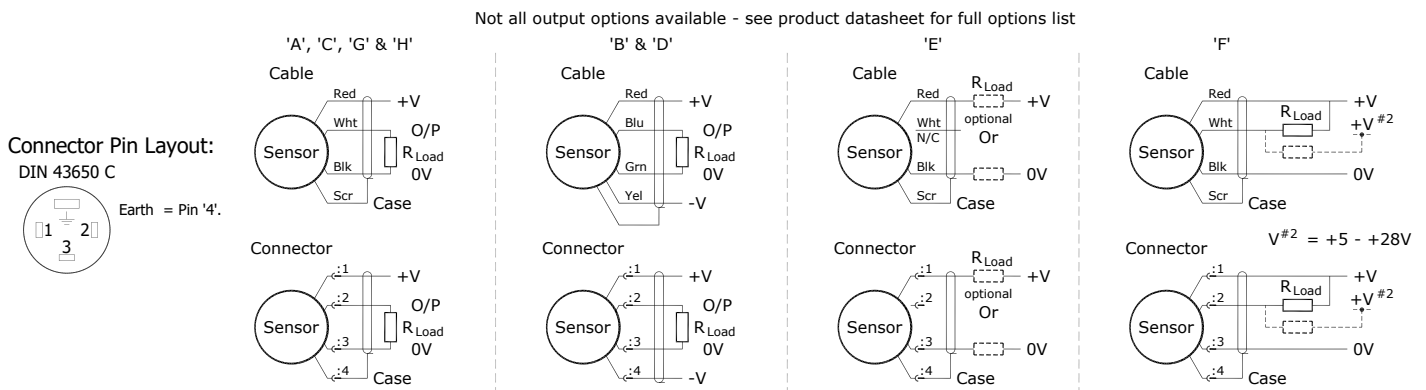 Not all output options available - see product datasheet for full options list
'A', 'C', 'G' & 'H'
'B' & 'D'
'E'
'F'
Connector Pin Layout:
DIN 43650 C
Earth = Pin '4'.
1
2
3
Cable
Red
+V
Wht
O/P
Sensor
RLoad
Blk
0V
Scr
Case
Cable
Red
+V
Blu
O/P
Sensor
RLoad
Grn
0V
Yel
-V
Cable
RLoad
Red
+V
optional
Wht
N/C
Or
Sensor
Blk
0V
Scr
Case
Cable
Red
+V
RLoad
+V#2
Wht
Sensor
Blk
0V
Scr
Case
V#2 = +5 - +28V
Connector
:1
+V
:2
O/P
Sensor
RLoad
:3
0V
:4
Case
Connector
:1
+V
:2
O/P
Sensor
RLoad
:3
0V
:4
-V
Connector
RLoad
:1
+V
optional
:2
Or
Sensor
:3
0V
:4
Case
Connector
:1
+V
RLoad
+V#2
:2
Sensor
:3
0V
:4
Case